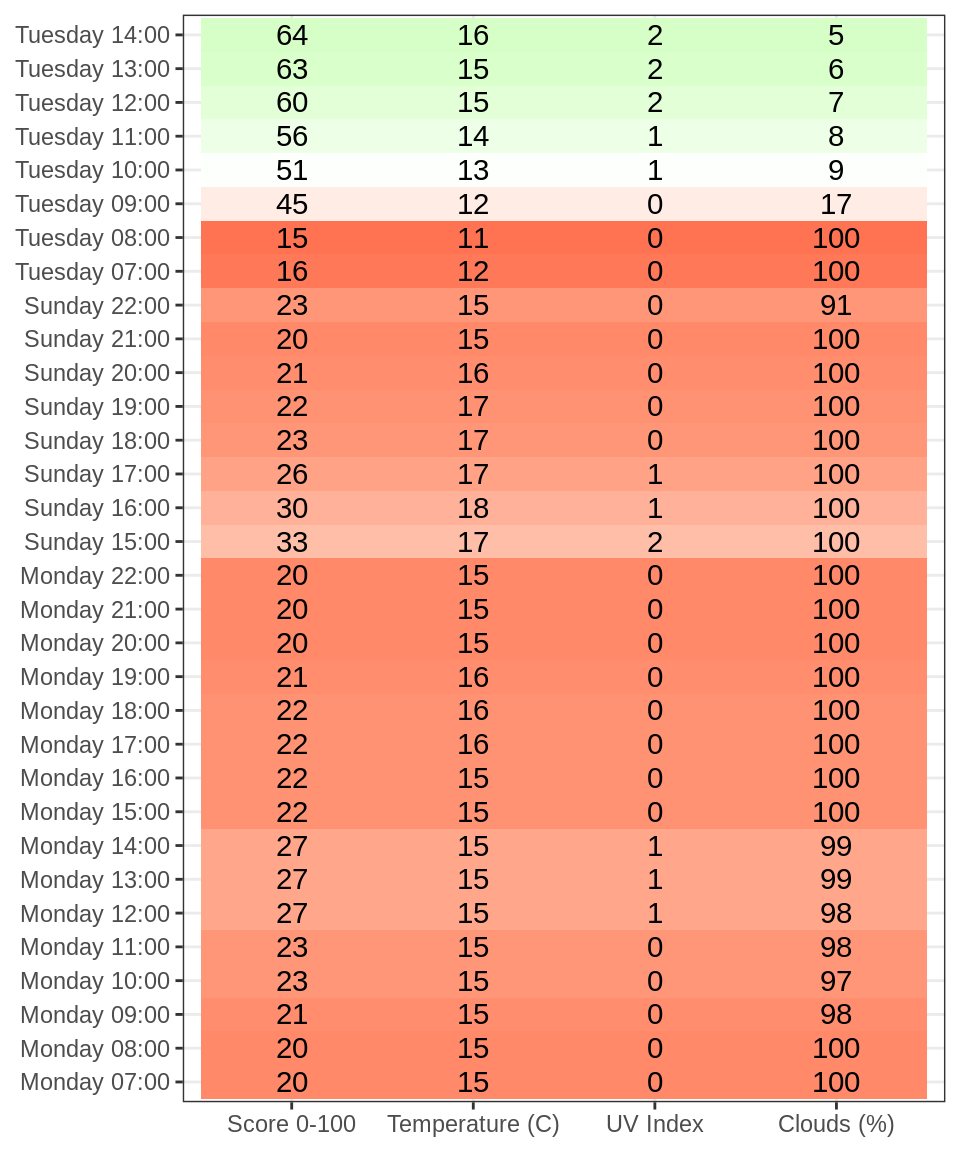 Tuesday 14:00 64 16 2 5
Tuesday 13:00 63 15 2 6
Tuesday 12:00 60 15 2 7
Tuesday 11:00 56 14 1 8
Tuesday 10:00 51 13 1 9
Tuesday 09:00 45 12 0 17
Tuesday 08:00 15 11 0 100
Tuesday 07:00 16 12 0 100
Sunday 22:00 23 15 0 91
Sunday 21:00 20 15 0 100
Sunday 20:00 21 16 0 100
Sunday 19:00 22 17 0 100
Sunday 18:00 23 17 0 100
Sunday 17:00 26 17 1 100
Sunday 16:00 30 18 1 100
Sunday 15:00 33 17 2 100
Monday 22:00 20 15 0 100
Monday 21:00 20 15 0 100
Monday 20:00 20 15 0 100
Monday 19:00 21 16 0 100
Monday 18:00 22 16 0 100
Monday 17:00 22 16 0 100
Monday 16:00 22 15 0 100
Monday 15:00 22 15 0 100
Monday 14:00 27 15 1 99
Monday 13:00 27 15 1 99
Monday 12:00 27 15 1 98
Monday 11:00 23 15 0 98
Monday 10:00 23 15 0 97
Monday 09:00 21 15 0 98
Monday 08:00 20 15 0 100
Monday 07:00 20 15 0 100
Score 0-100 Temperature (C) UV Index Clouds (%)